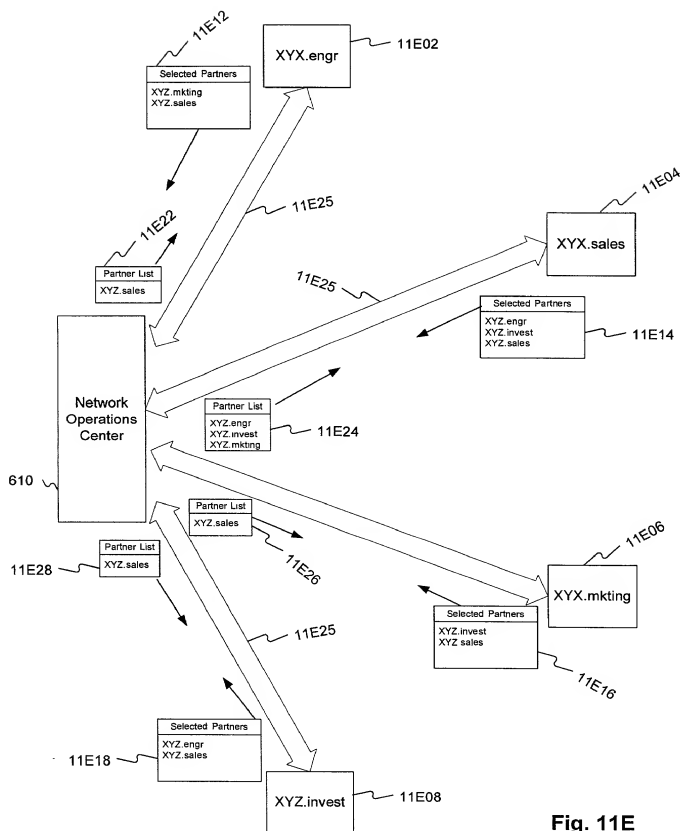 11E12
XYX.engr
11E02
Selected Partners
XYZ.mkting
XYZ.sales
11E22
11E25
11E04
Partner List
XYZ.sales
XYX.sales
11E25
Selected Partners
XYZ.engr
XYZ.invest
XYZ.sales
11E14
Network
Operations
Center
Partner List
XYZ.engr
XYZ.invest
XYZ.mkting
11E24
610
Partner List
XYZ.sales
11E26
11E06
Partner List
XYZ.sales
11E28
XYX.mkting
Selected Partners
XYZ.invest
XYZ sales
11E16
11E25
Selected Partners
XYZ.engr
XYZ.sales
11E18
XYZ.invest
11E08
Fig. 11E